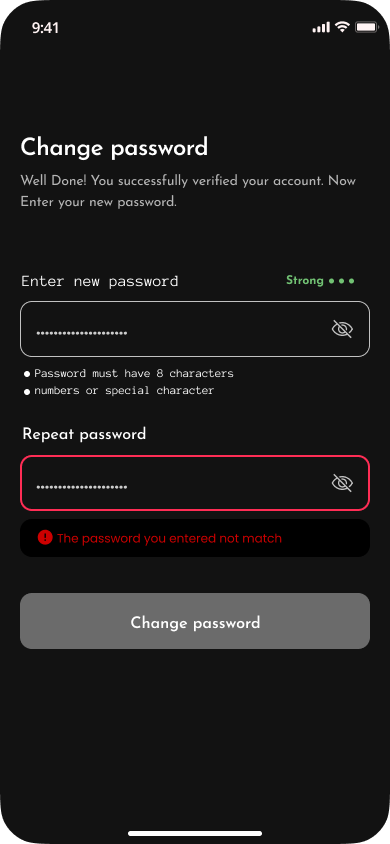 9:41
Change password
Well Done! You successfully verified your account. Now
Enter your new password.
Enter new password
Strong
Password must have 8 characters
numbers or special character
Repeat password
The password you entered not match
Change password